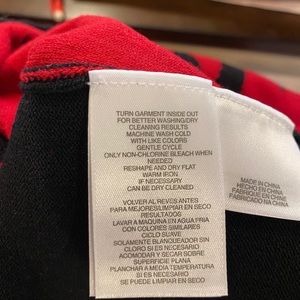 TURN GARMENT INSIDE OUT
FOR BETTER WASHING/DRY
CLEANING RESULTS
MACHINE WASH COLD
WITH LIKE COLORS
GENTLE CYCLE
ONLY NON-CHLORINE BLEACH WHEN
NEEDED
RESHAPE AND DRY FLAT
WARM IRON
IF NECESSARY
CAN BE DRY CLEANED
VOLVER AL REVES ANTES
PARA MEJORES/LIMPIAR EN SECO
RESULTADOS
LAVAR A MAQUINA EN AGUA FRIA
CON COLORES SIMILARES
CICLO SUAVE
SOLAMENTE BLANQUEADOR SIN
CLORO SI ES NECESARIO
ACOMODAR Y SECAR SOBRE
SUPERFICIE PLANA
PLANCHAR A MEDIA TEMPERATURA
SI ES NECESARIO
EN SECO
MADE IN CHINA
HECHO EN CHINA
FABRIQUE EN CHINE
FABRICADO NA CHINA